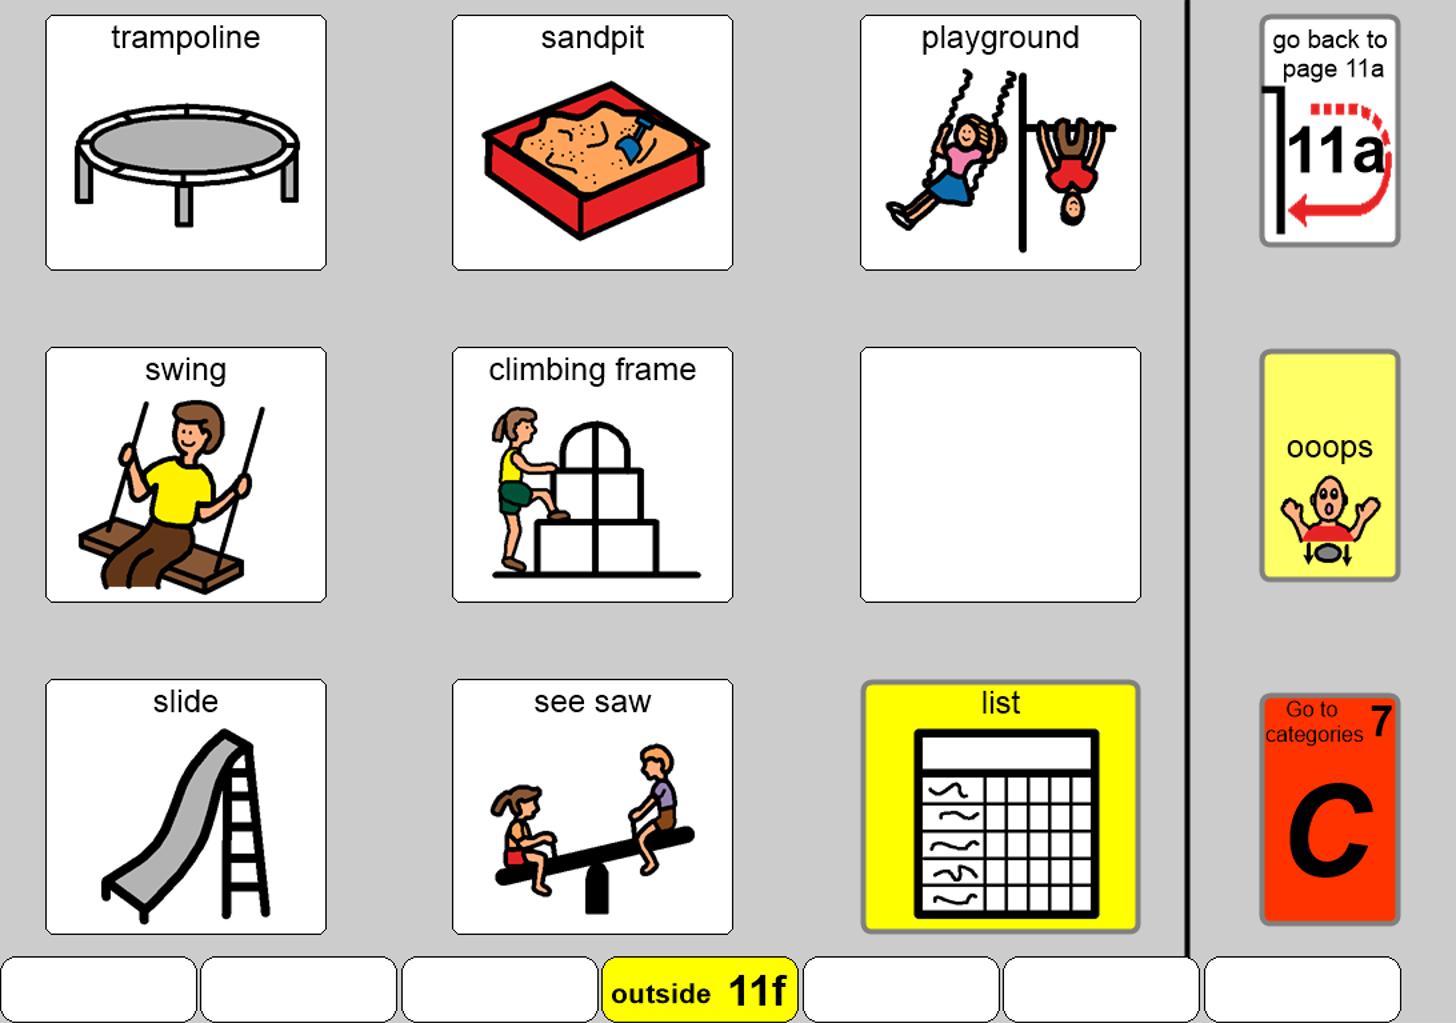 trampoline
sandpit
playground
go back to
page 11a
11a
swing
climbing frame
ooops
slide
see saw
list
Go to
categories 7
C
outside 11f